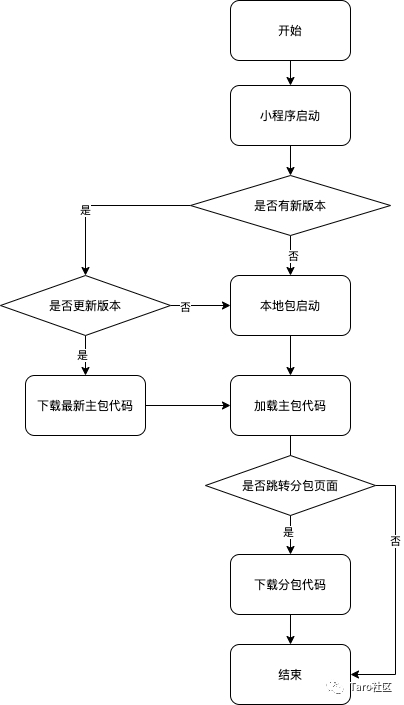 开始
小程序启动
是否有新版本
是
否
是否更新版本
否
本地包启动
是
下载最新主包代码
加载主包代码
是否跳转分包页面
是
否
下载分包代码
结束
Taro社区